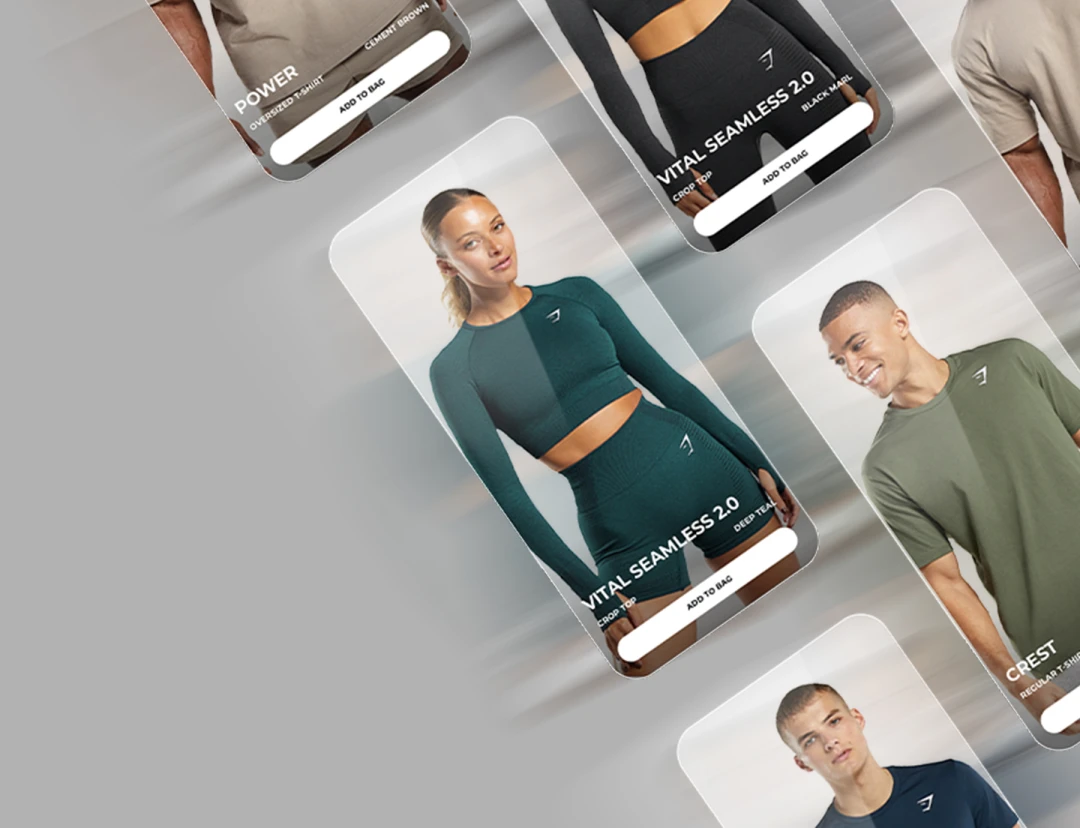 POWER
OVERSIZED T-SHIRT
CEMENT BROWN
ADD TO BAG
VITAL SEAMLESS 2.0
CROP TOP
BLACK MARL
ADD TO BAG
VITAL SEAMLESS 2.0
CROP TOP
DEEP TEAL
ADD TO BAG
CREST
REGULAR T-SHIRT